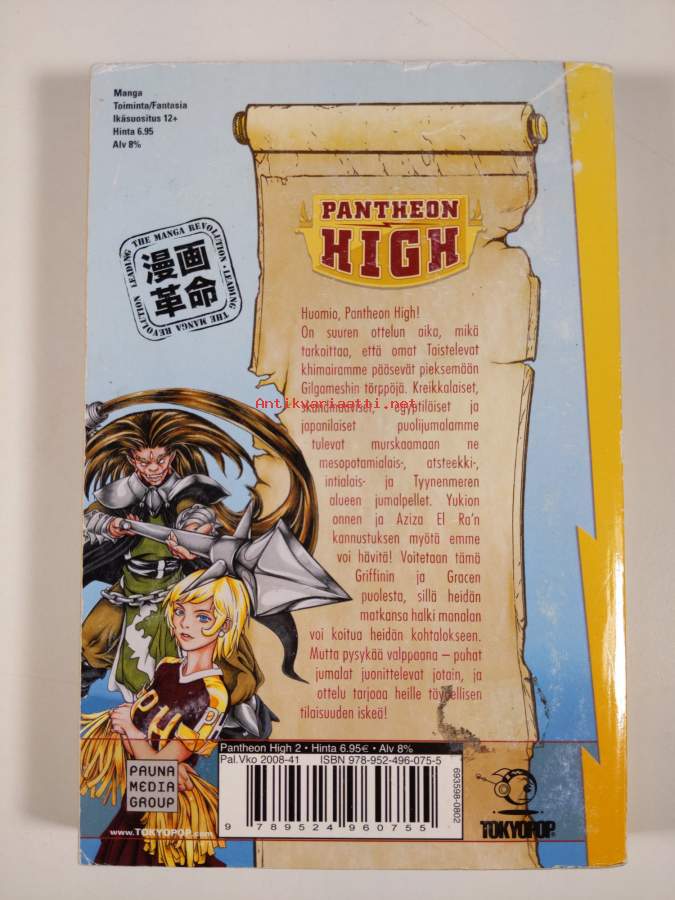 Manga
Toiminta/Fantasia
Ikäsuositus 12+
Hinta 6.95
Alv 8%
LEADING THE MANGA REVOLUTION · LEADING THE MANGA REVOLUTION
漫画
革命
PANTHEON
HIGH
Huomio, Pantheon High!
On suuren ottelun aika, mikä
tarkoittaa, että omat Taistelevat
khimairamme pääsevät pieksemään
Gilgameshin törppöjä. Kreikkalaiset,
skandinaaviset, egyptiläiset ja
Antikvariaatti.net
japanilaiset puolijumalamme
tulevat murskaamaan ne
mesopotamialais-, atsteekki-,
intialais- ja Tyynenmeren
alueen jumalpellet. Yukion
onnen ja Aziza El Ra'n
kannustuksen myötä emme
voi hävitä! Voitetaan tämä
Griffinin ja Gracen
puolesta, sillä heidän
matkansa halki manalan
voi koitua heidän kohtalokseen.
Mutta pysykää valppaana – pahat
jumalat juonittelevat jotain, ja
ottelu tarjoaa heille täydellisen
tilaisuuden iskeä!
PH
PAUNA
MEDIA
GROUP
www.TOKYOPOP.com
Pantheon High 2 • Hinta 6.95€ • Alv 8%
Pal.Vko 2008-41 ISBN 978-952-496-075-5
9 789524 960755
693598-0802
TOKYOPOP